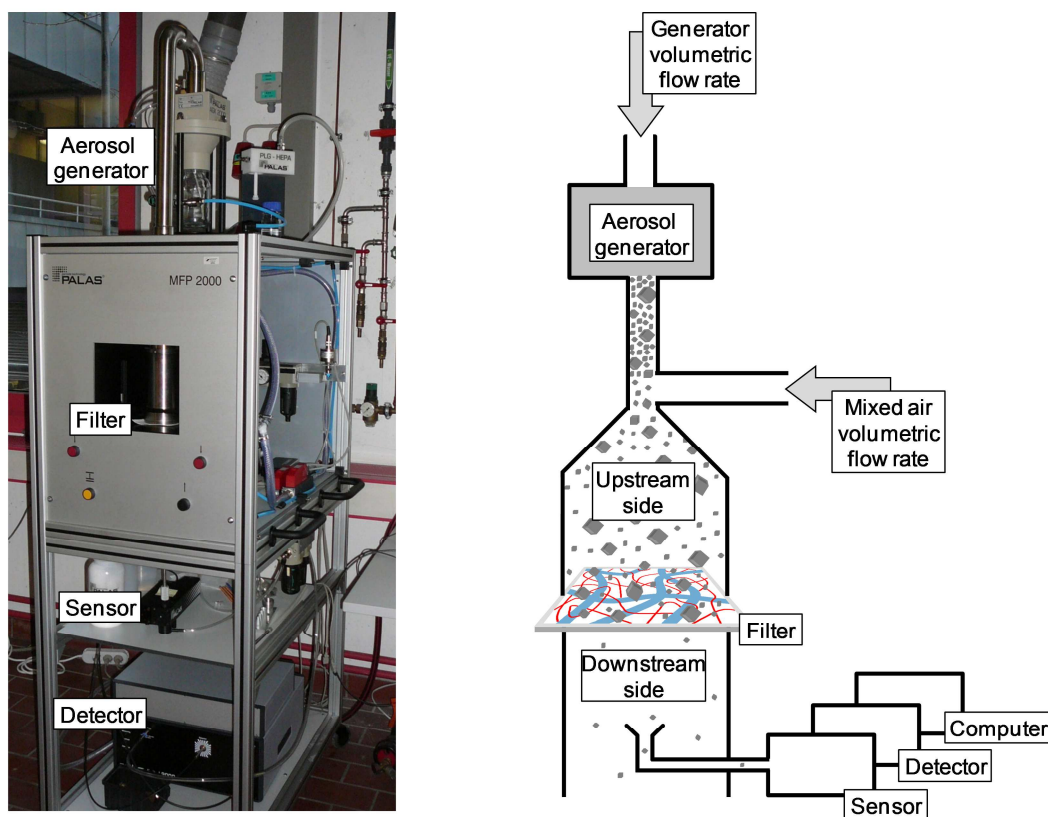 Aerosol
generator
PALAS
PLG - HEPA
PALAS
PALAS
MFP 2000
Filter
Sensor
Detector
Generator
volumetric
flow rate
Aerosol
generator
Mixed air
volumetric
flow rate
Upstream
side
Filter
Downstream
side
Computer
Detector
Sensor